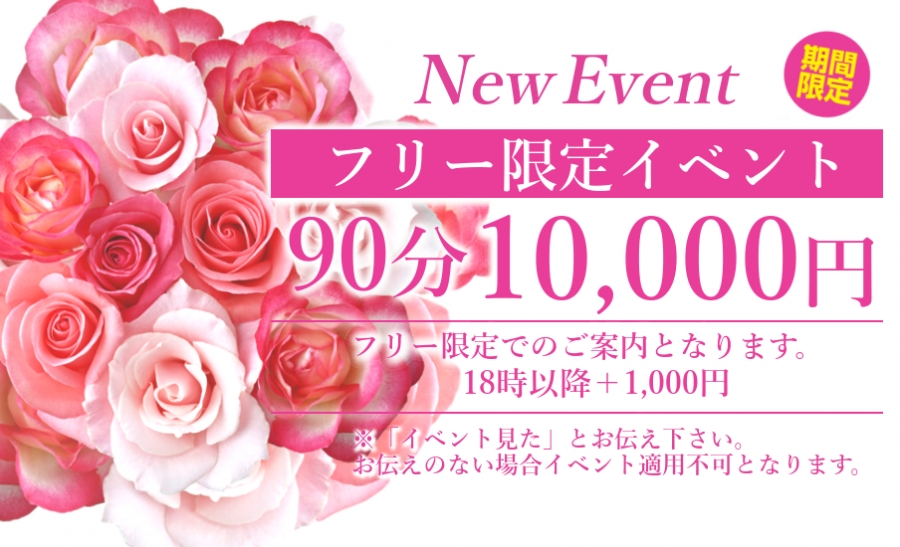 New Event
期間
限定
フリー限定イベント
90分10,000円
フリー限定でのご案内となります。
18時以降＋1,000円
※「イベント見た」とお伝え下さい。
お伝えのない場合イベント適用不可となります。